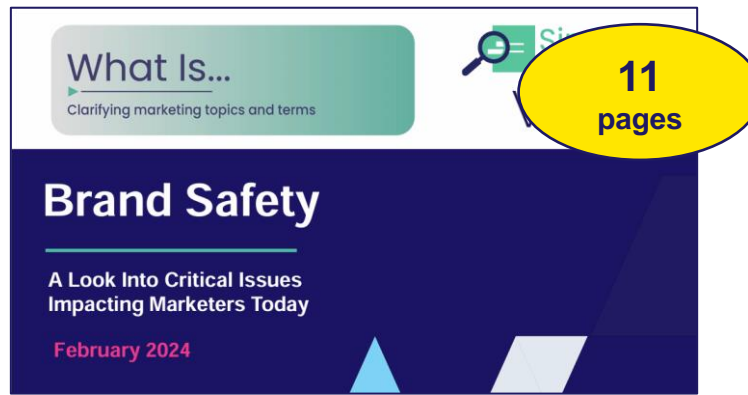 What Is...
Clarifying marketing topics and terms
11
pages
Brand Safety
A Look Into Critical Issues
Impacting Marketers Today
February 2024